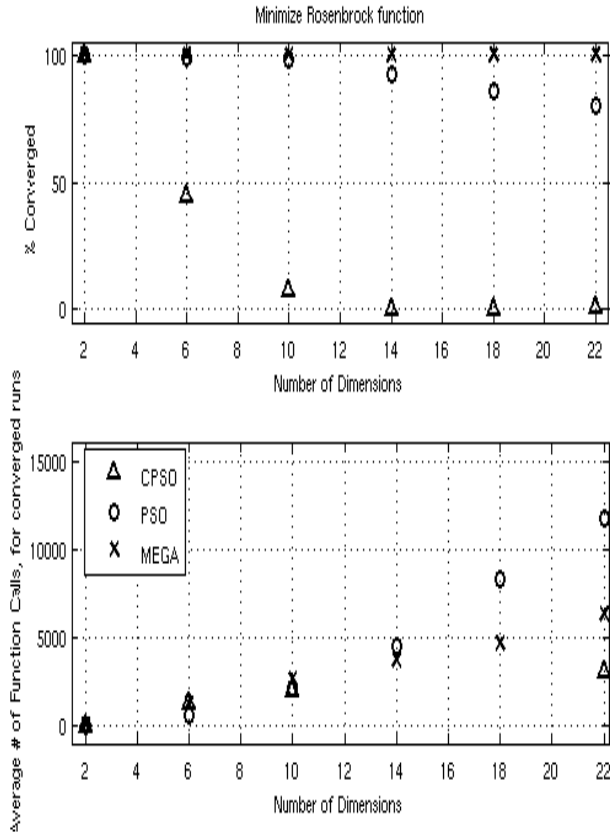 Minimize Rosenbrock function
% Converged
100
50
0
2 4 6 8 10 12 14 16 18 20 22
Number of Dimensions
Average # of Function Calls, for converged runs
15000
10000
5000
0
CPSO
PSO
MEGA
2 4 6 8 10 12 14 16 18 20 22
Number of Dimensions